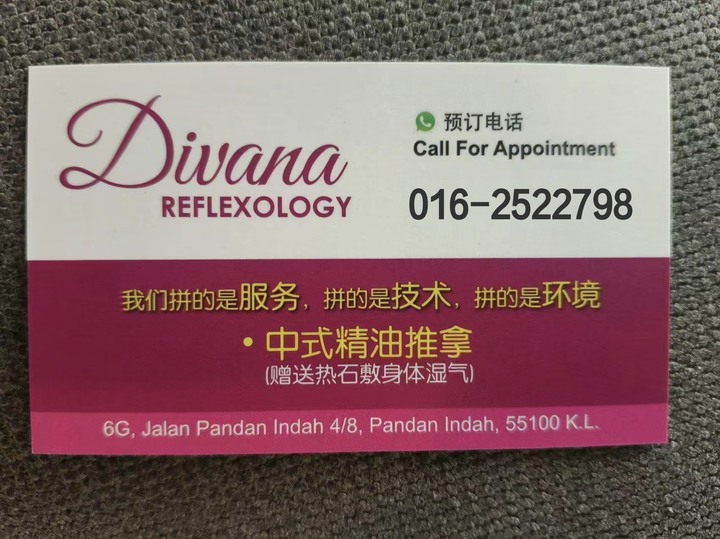 Divana
REFLEXOLOGY
预订电话
Call For Appointment
016-2522798
我们拼的是服务，拼的是技术，拼的是环境
• 中式精油推拿
(赠送热石敷身体湿气)
6G, Jalan Pandan Indah 4/8, Pandan Indah, 55100 K.L.